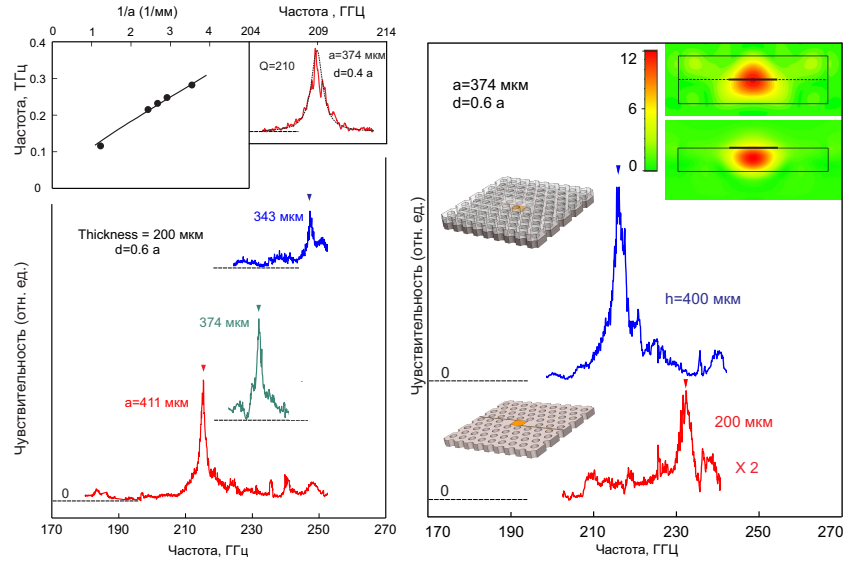 1/a (1/мм)
0 1 2 3 4
Частота , ГГц
204 209 214
0.4
0.3
0.2
0.1
0
Частота, ТГц
Q=210
a=374 мкм
d=0.4 a
Thickness = 200 мкм
d=0.6 a
343 мкм
374 мкм
a=411 мкм
0
Чувствительность (отн. ед.)
170 190 210 230 250 270
Частота, ГГц
a=374 мкм
d=0.6 a
12
6
0
h=400 мкм
0
200 мкм
X 2
0
Чувствительность (отн. ед.)
170 190 210 230 250 270
Частота, ГГц